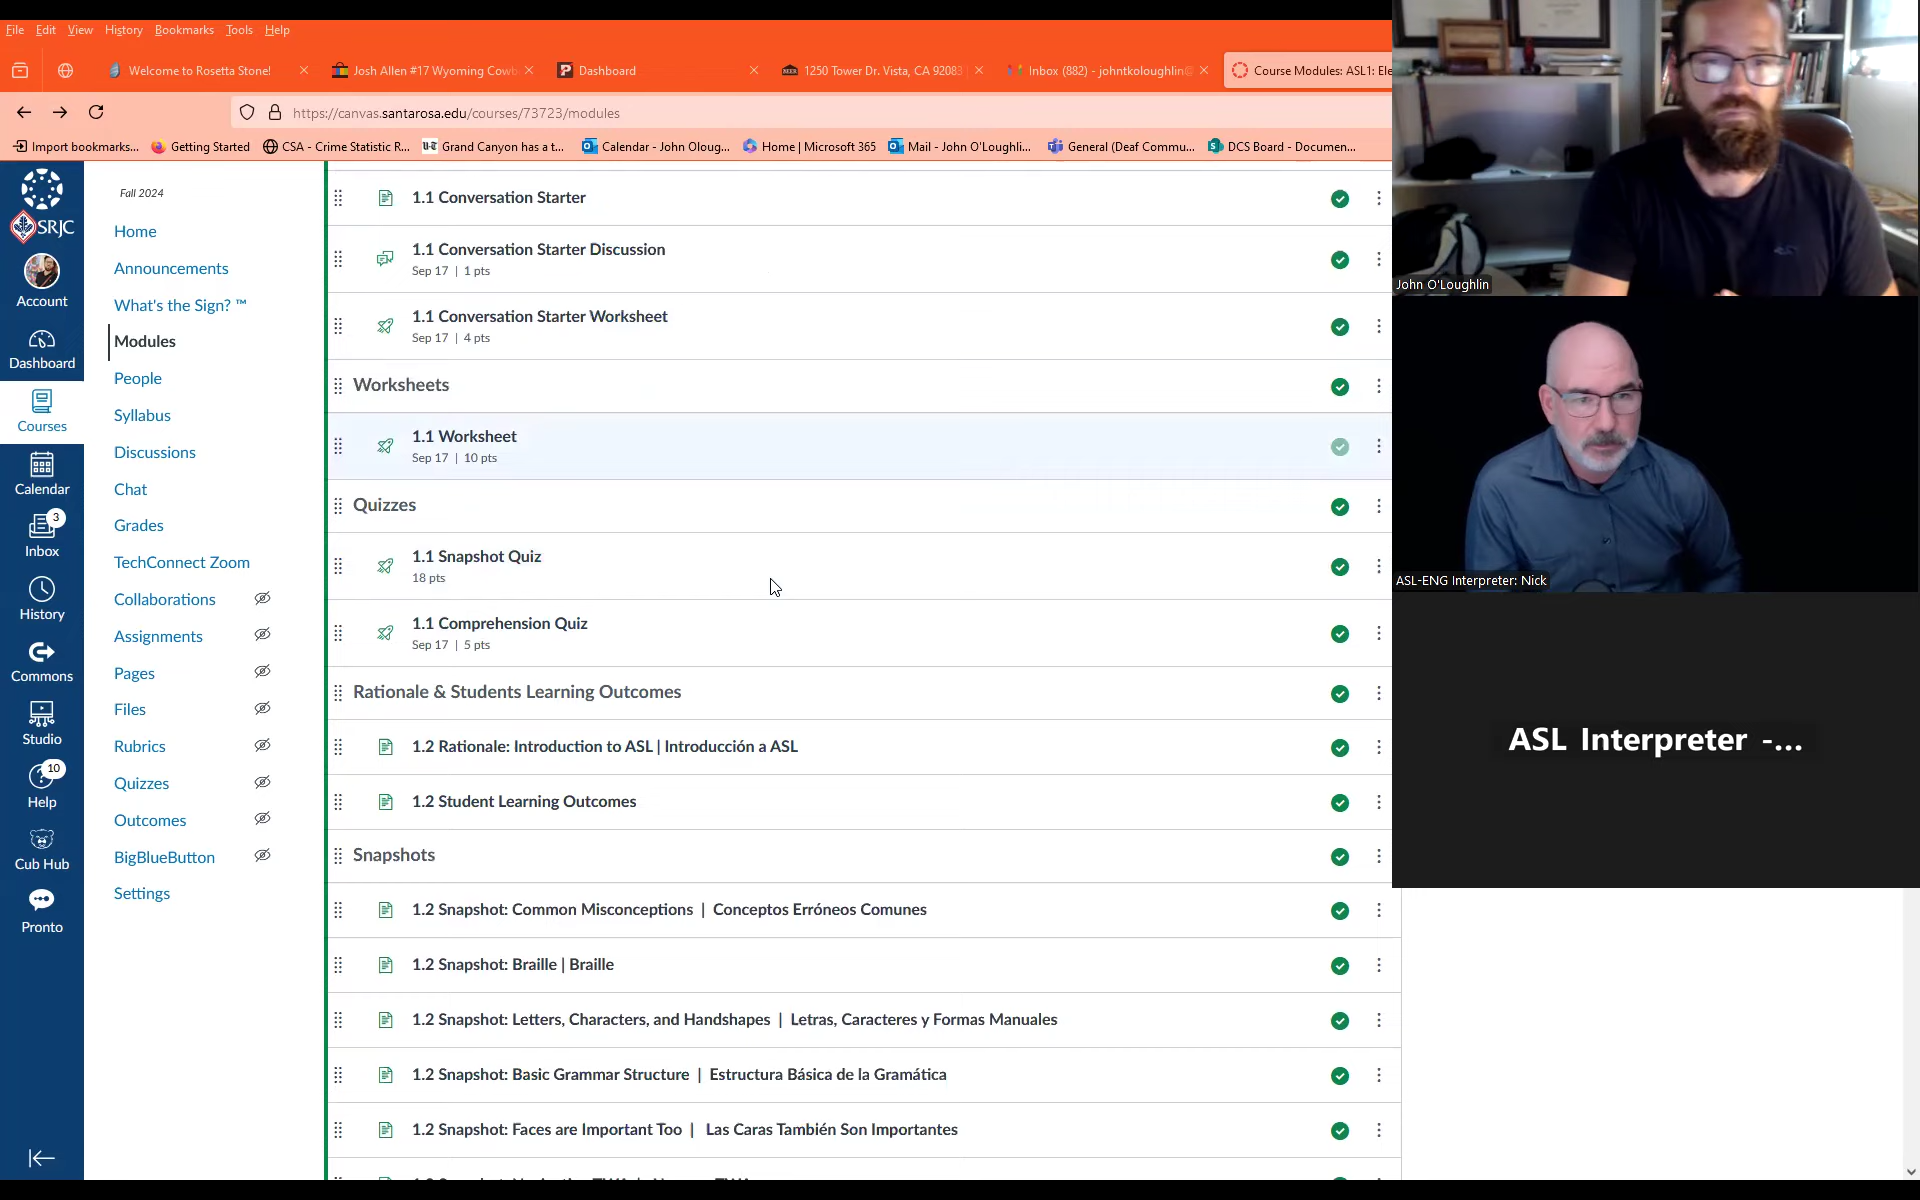 File Edit View History Bookmarks Tools Help
Welcome to Rosetta Stone!
Josh Allen #17 Wyoming Cowb
Dashboard
1250 Tower Dr. Vista, CA 92083
Inbox (882) - johntkoloughlin@
Course Modules: ASL1: Ele
https://canvas.santarosa.edu/courses/73723/modules
Import bookmarks...
Getting Started
CSA - Crime Statistic R...
Grand Canyon has a t...
Calendar - John Oloug...
Home | Microsoft 365
Mail - John O'Loughli...
General (Deaf Commu...
DCS Board - Documen...
SRJC
Account
Dashboard
Courses
Calendar
3
Inbox
History
Commons
Studio
10
Help
Cub Hub
Pronto
Fall 2024
Home
Announcements
What's the Sign? ™
Modules
People
Syllabus
Discussions
Chat
Grades
TechConnect Zoom
Collaborations
Assignments
Pages
Files
Rubrics
Quizzes
Outcomes
BigBlueButton
Settings
1.1 Conversation Starter
1.1 Conversation Starter Discussion
Sep 17 | 1 pts
1.1 Conversation Starter Worksheet
Sep 17 | 4 pts
Worksheets
1.1 Worksheet
Sep 17 | 10 pts
Quizzes
1.1 Snapshot Quiz
18 pts
1.1 Comprehension Quiz
Sep 17 | 5 pts
Rationale & Students Learning Outcomes
1.2 Rationale: Introduction to ASL | Introducción a ASL
1.2 Student Learning Outcomes
Snapshots
1.2 Snapshot: Common Misconceptions | Conceptos Erróneos Comunes
1.2 Snapshot: Braille | Braille
1.2 Snapshot: Letters, Characters, and Handshapes | Letras, Caracteres y Formas Manuales
1.2 Snapshot: Basic Grammar Structure | Estructura Básica de la Gramática
1.2 Snapshot: Faces are Important Too | Las Caras También Son Importantes
John O'Loughlin
ASL-ENG Interpreter: Nick
ASL Interpreter -...